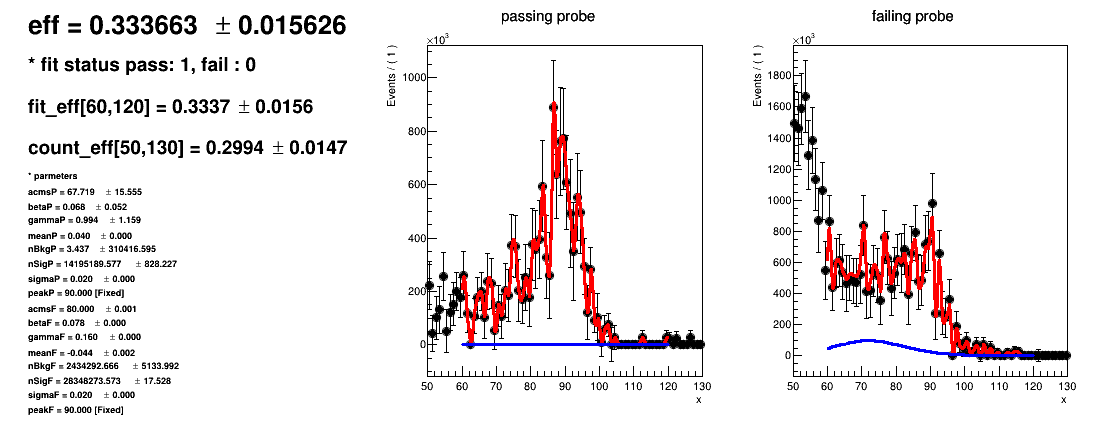 eff = 0.333663 ± 0.015626
* fit status pass: 1, fail : 0
fit_eff[60,120] = 0.3337 ± 0.0156
count_eff[50,130] = 0.2994 ± 0.0147
* parmeters
acmsP = 67.719 ± 15.555
betaP = 0.068 ± 0.052
gammaP = 0.994 ± 1.159
meanP = 0.040 ± 0.000
nBkgP = 3.437 ± 310416.595
nSigP = 14195189.577 ± 828.227
sigmaP = 0.020 ± 0.000
peakP = 90.000 [Fixed]
acmsF = 80.000 ± 0.001
betaF = 0.078 ± 0.000
gammaF = 0.160 ± 0.000
meanF = -0.044 ± 0.002
nBkgF = 2434292.666 ± 5133.992
nSigF = 28348273.573 ± 17.528
sigmaF = 0.020 ± 0.000
peakF = 90.000 [Fixed]
passing probe
×10³
Events / ( 1 )
1000
800
600
400
200
0
50 60 70 80 90 100 110 120 130
x
failing probe
×10³
Events / ( 1 )
1800
1600
1400
1200
1000
800
600
400
200
0
50 60 70 80 90 100 110 120 130
x